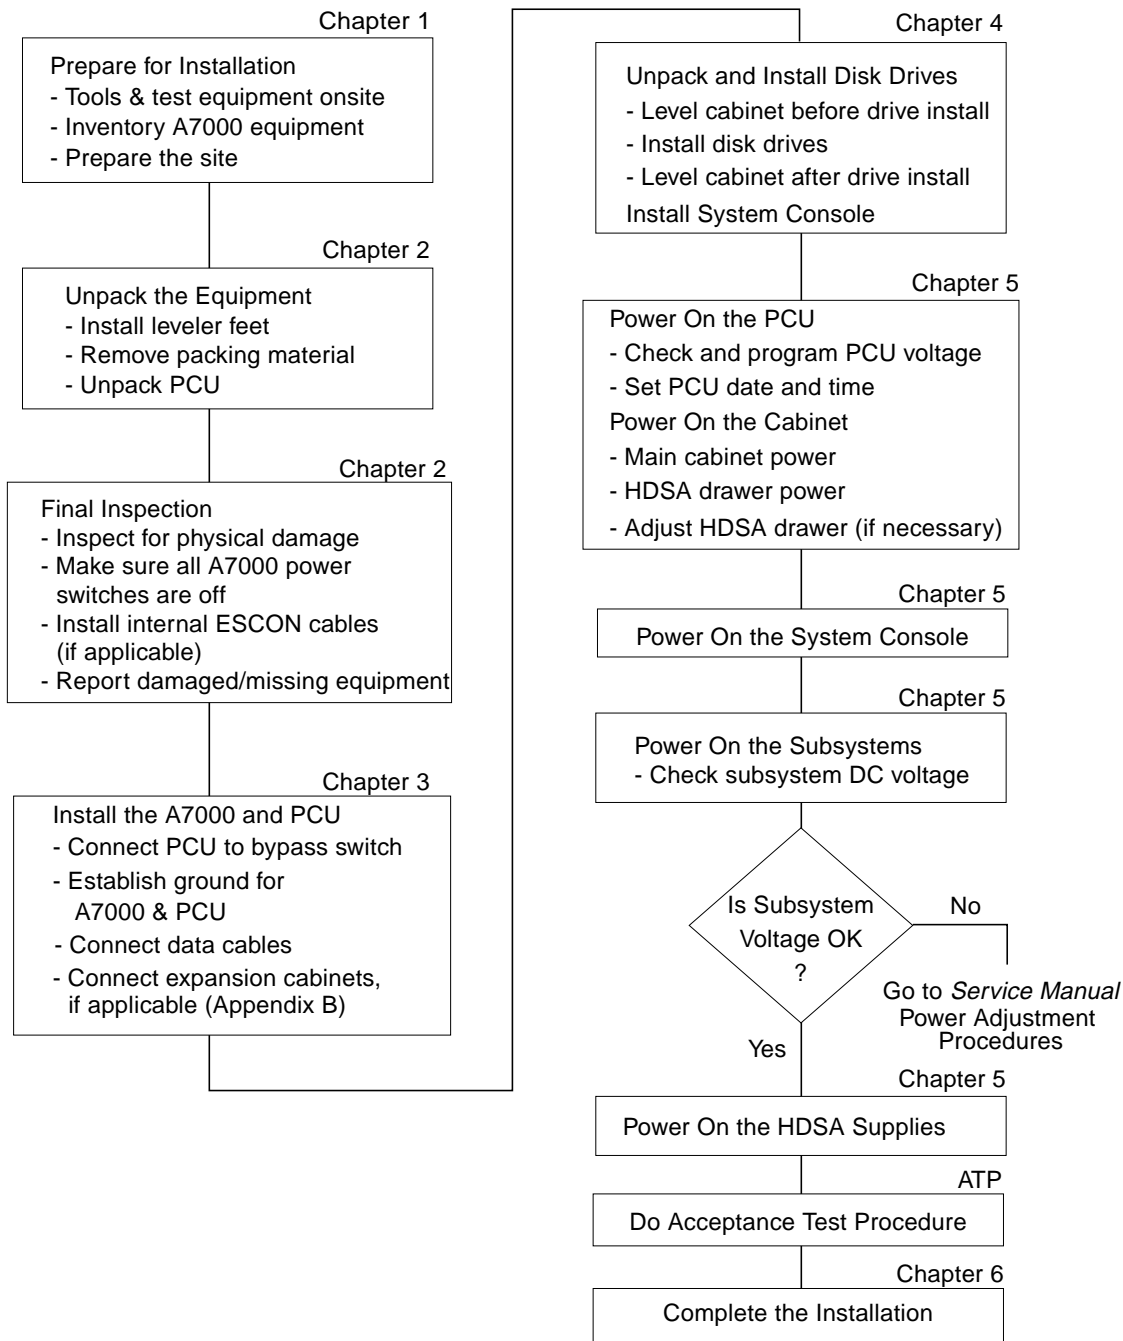 Chapter 1
Prepare for Installation
- Tools & test equipment onsite
- Inventory A7000 equipment
- Prepare the site
Chapter 2
Unpack the Equipment
- Install leveler feet
- Remove packing material
- Unpack PCU
Chapter 2
Final Inspection
- Inspect for physical damage
- Make sure all A7000 power
switches are off
- Install internal ESCON cables
(if applicable)
- Report damaged/missing equipment
Chapter 3
Install the A7000 and PCU
- Connect PCU to bypass switch
- Establish ground for
A7000 & PCU
- Connect data cables
- Connect expansion cabinets,
if applicable (Appendix B)
Chapter 4
Unpack and Install Disk Drives
- Level cabinet before drive install
- Install disk drives
- Level cabinet after drive install
Install System Console
Chapter 5
Power On the PCU
- Check and program PCU voltage
- Set PCU date and time
Power On the Cabinet
- Main cabinet power
- HDSA drawer power
- Adjust HDSA drawer (if necessary)
Chapter 5
Power On the System Console
Chapter 5
Power On the Subsystems
- Check subsystem DC voltage
Is Subsystem
Voltage OK
?
No
Go to Service Manual
Power Adjustment
Procedures
Yes
Chapter 5
Power On the HDSA Supplies
ATP
Do Acceptance Test Procedure
Chapter 6
Complete the Installation